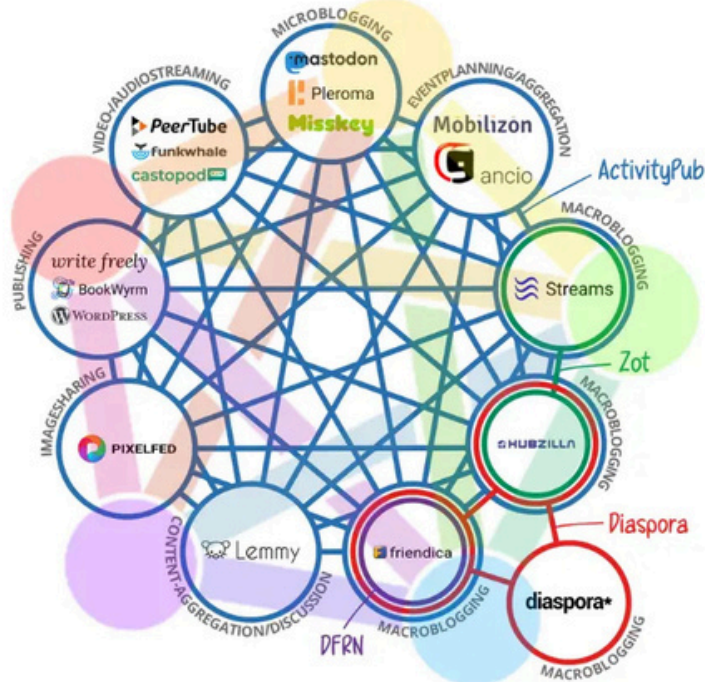 MICROBLOGGING
mastodon
Pleroma
Misskey
VIDEO-/AUDIOSTREAMING
PeerTube
funkwhale
castopod
EVENTPLANNING/AGGREGATION
Mobilizon
ancio
ActivityPub
PUBLISHING
write freely
BookWyrm
WORDPRESS
MACROBLOGGING
Streams
Zot
IMAGESHARING
PIXELFED
MACROBLOGGING
HUBZILLA
CONTENT-AGGREGATION/DISCUSSION
Lemmy
MACROBLOGGING
friendica
DFRN
Diaspora
diaspora*
MACROBLOGGING